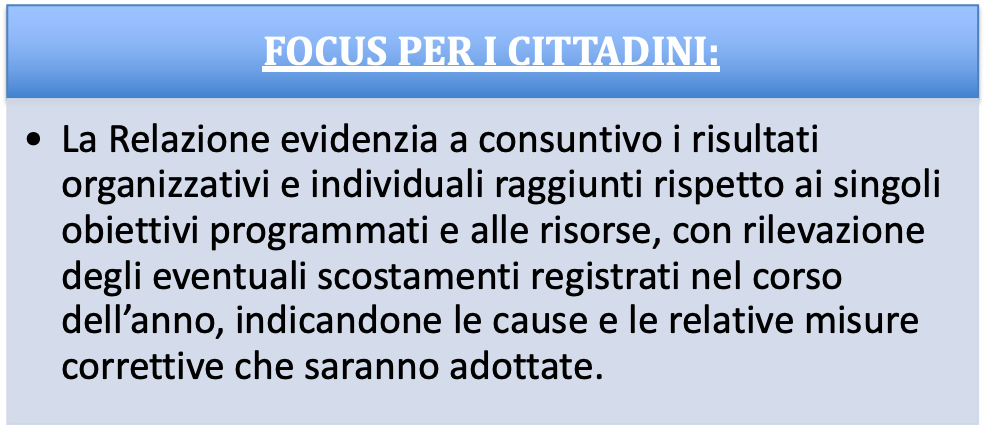 FOCUS PER I CITTADINI:
• La Relazione evidenzia a consuntivo i risultati
organizzativi e individuali raggiunti rispetto ai singoli
obiettivi programmati e alle risorse, con rilevazione
degli eventuali scostamenti registrati nel corso
dell’anno, indicandone le cause e le relative misure
correttive che saranno adottate.